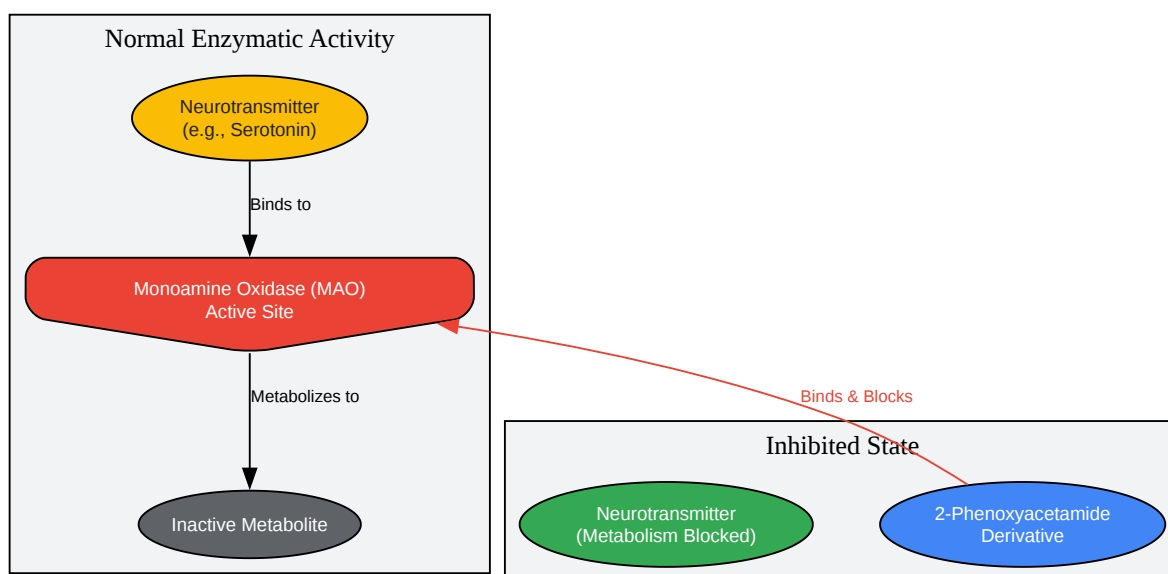 Normal Enzymatic Activity
Neurotransmitter
(e.g., Serotonin)
Binds to
Monoamine Oxidase (MAO)
Active Site
Metabolizes to
Inactive Metabolite
Binds & Blocks
Inhibited State
Neurotransmitter
(Metabolism Blocked)
2-Phenoxyacetamide
Derivative